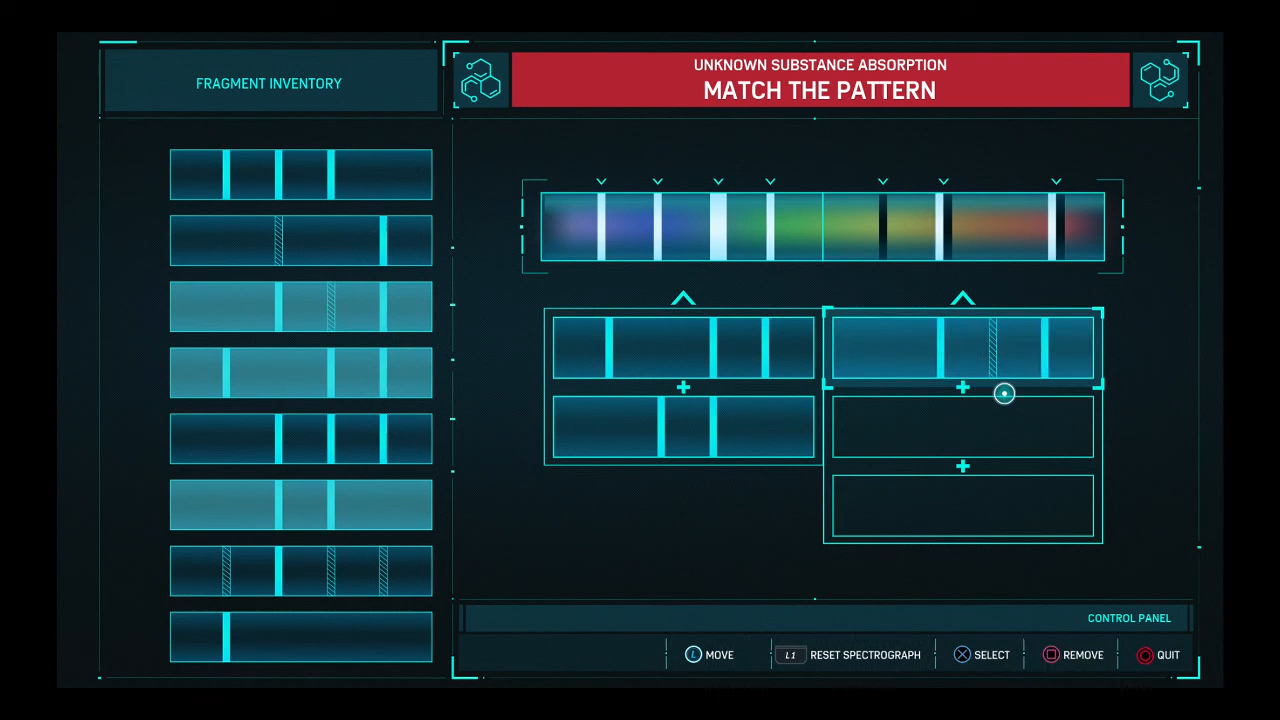 FRAGMENT INVENTORY
UNKNOWN SUBSTANCE ABSORPTION
MATCH THE PATTERN
CONTROL PANEL
L MOVE
L1 RESET SPECTROGRAPH
SELECT
REMOVE
QUIT